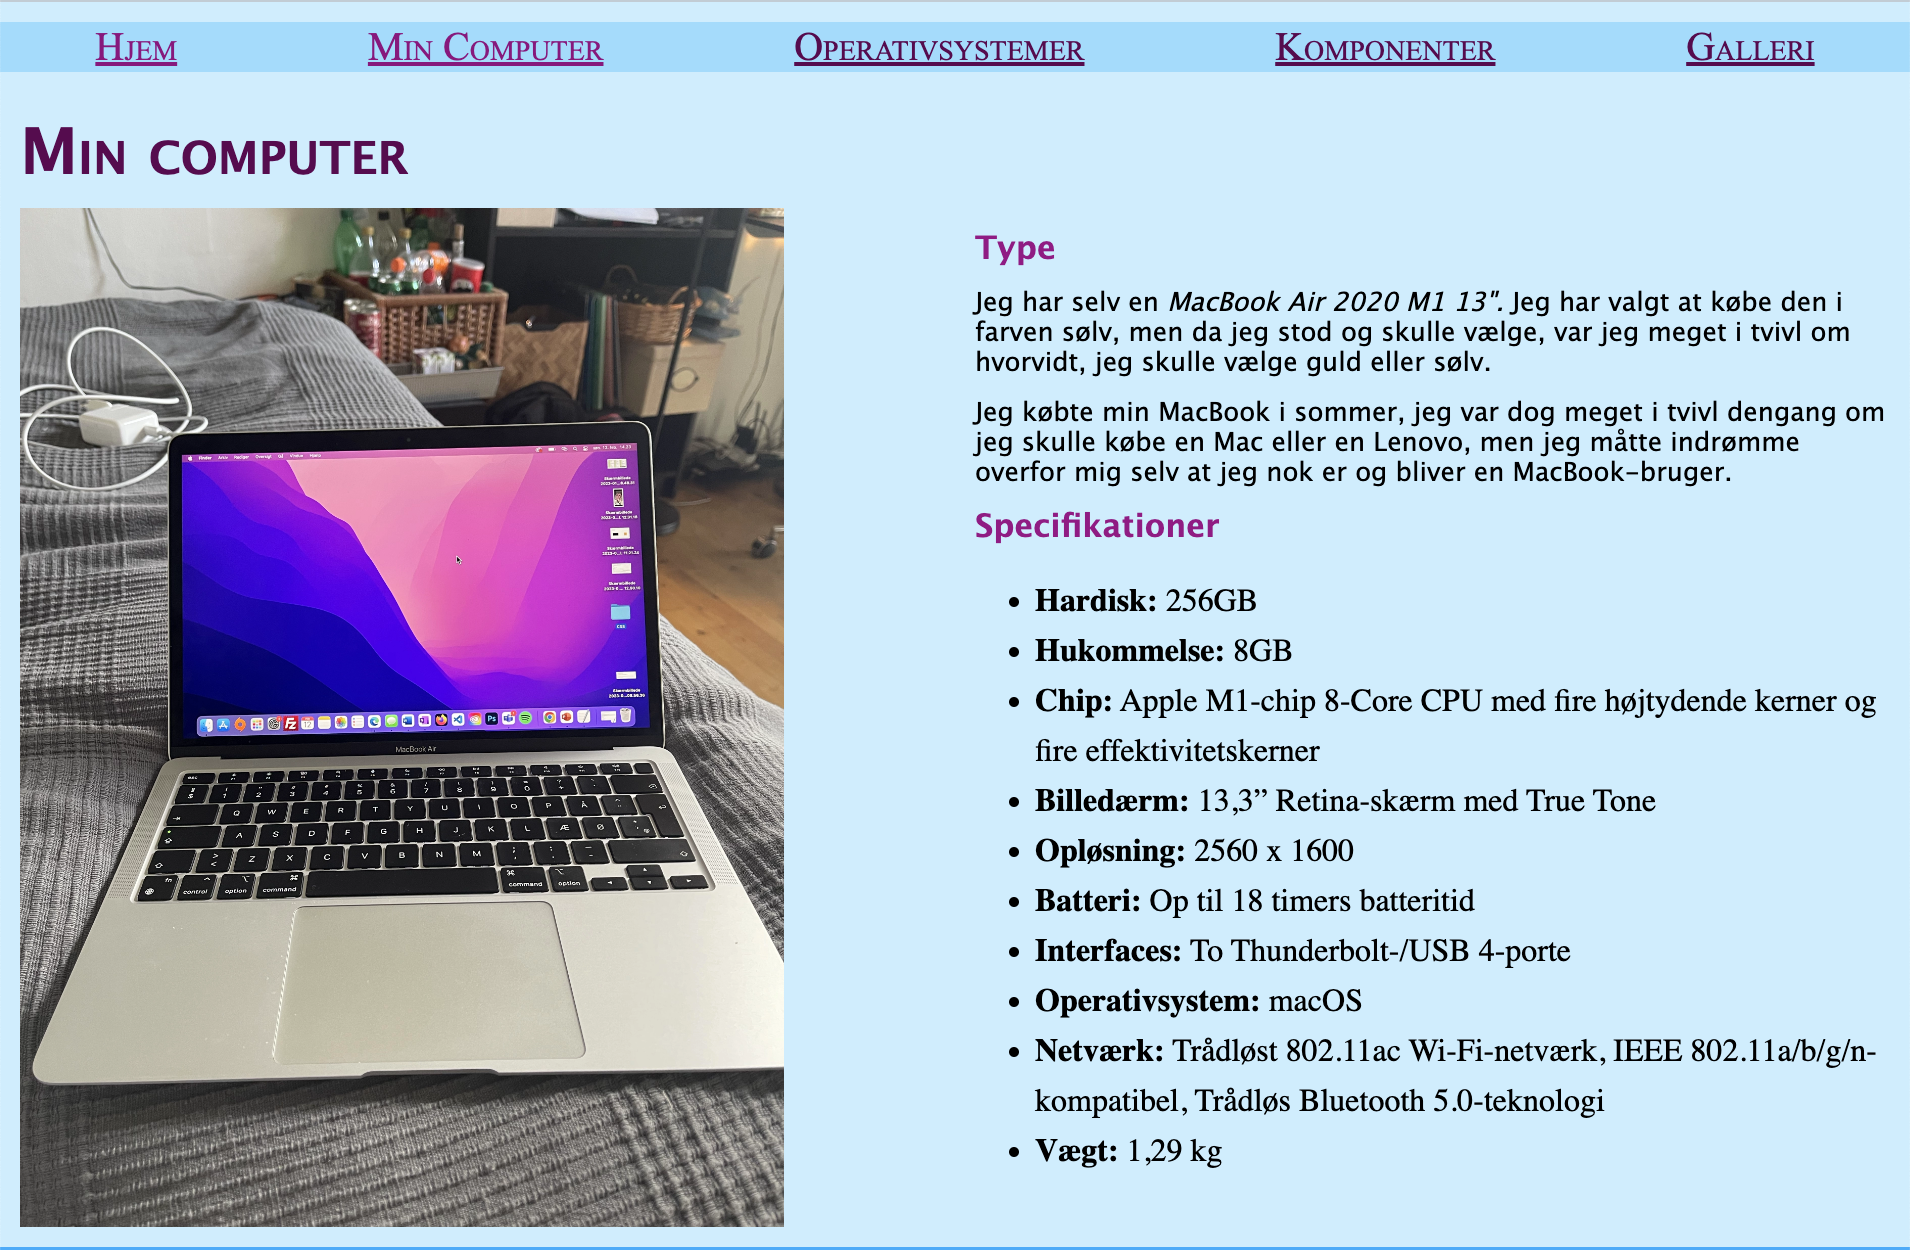 Hjem Min Computer Operativsystemer Komponenter Galleri
Min computer
Type
Jeg har selv en MacBook Air 2020 M1 13". Jeg har valgt at købe den i
farven sølv, men da jeg stod og skulle vælge, var jeg meget i tvivl om
hvorvidt, jeg skulle vælge guld eller sølv.
Jeg købte min MacBook i sommer, jeg var dog meget i tvivl dengang om
jeg skulle købe en Mac eller en Lenovo, men jeg måtte indrømme
overfor mig selv at jeg nok er og bliver en MacBook-bruger.
Specifikationer
• Hardisk: 256GB
• Hukommelse: 8GB
• Chip: Apple M1-chip 8-Core CPU med fire højtydende kerner og
fire effektivitetskerner
• Billedærm: 13,3” Retina-skærm med True Tone
• Opløsning: 2560 x 1600
• Batteri: Op til 18 timers batteritid
• Interfaces: To Thunderbolt-/USB 4-porte
• Operativsystem: macOS
• Netværk: Trådløst 802.11ac Wi-Fi-netværk, IEEE 802.11a/b/g/n-
kompatibel, Trådløs Bluetooth 5.0-teknologi
• Vægt: 1,29 kg
MacBook Air
Q W E R T Y U I O P Å
A S D F G H J K L Æ Ø
Z X C V B N M
fn control option command command option